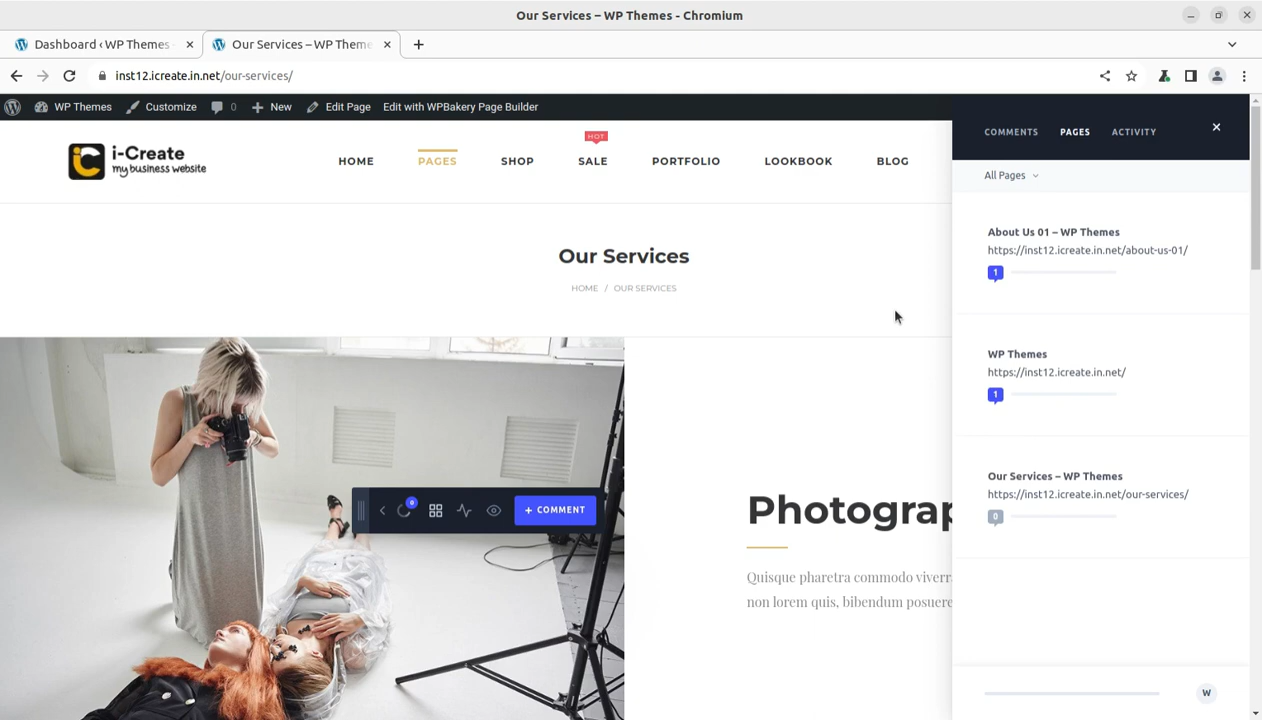 Our Services – WP Themes - Chromium
Dashboard ‹ WP Themes
Our Services – WP Theme
inst12.icreate.in.net/our-services/
WP Themes Customize 0 New Edit Page Edit with WPBakery Page Builder
COMMENTS PAGES ACTIVITY
HOT
i-Create
my business website
HOME PAGES SHOP SALE PORTFOLIO LOOKBOOK BLOG
All Pages
Our Services
HOME / OUR SERVICES
About Us 01 – WP Themes
https://inst12.icreate.in.net/about-us-01/
1
WP Themes
https://inst12.icreate.in.net/
1
Our Services – WP Themes
https://inst12.icreate.in.net/our-services/
0
0
+ COMMENT
Photograp
Quisque pharetra commodo viverr
non lorem quis, bibendum posuere
W